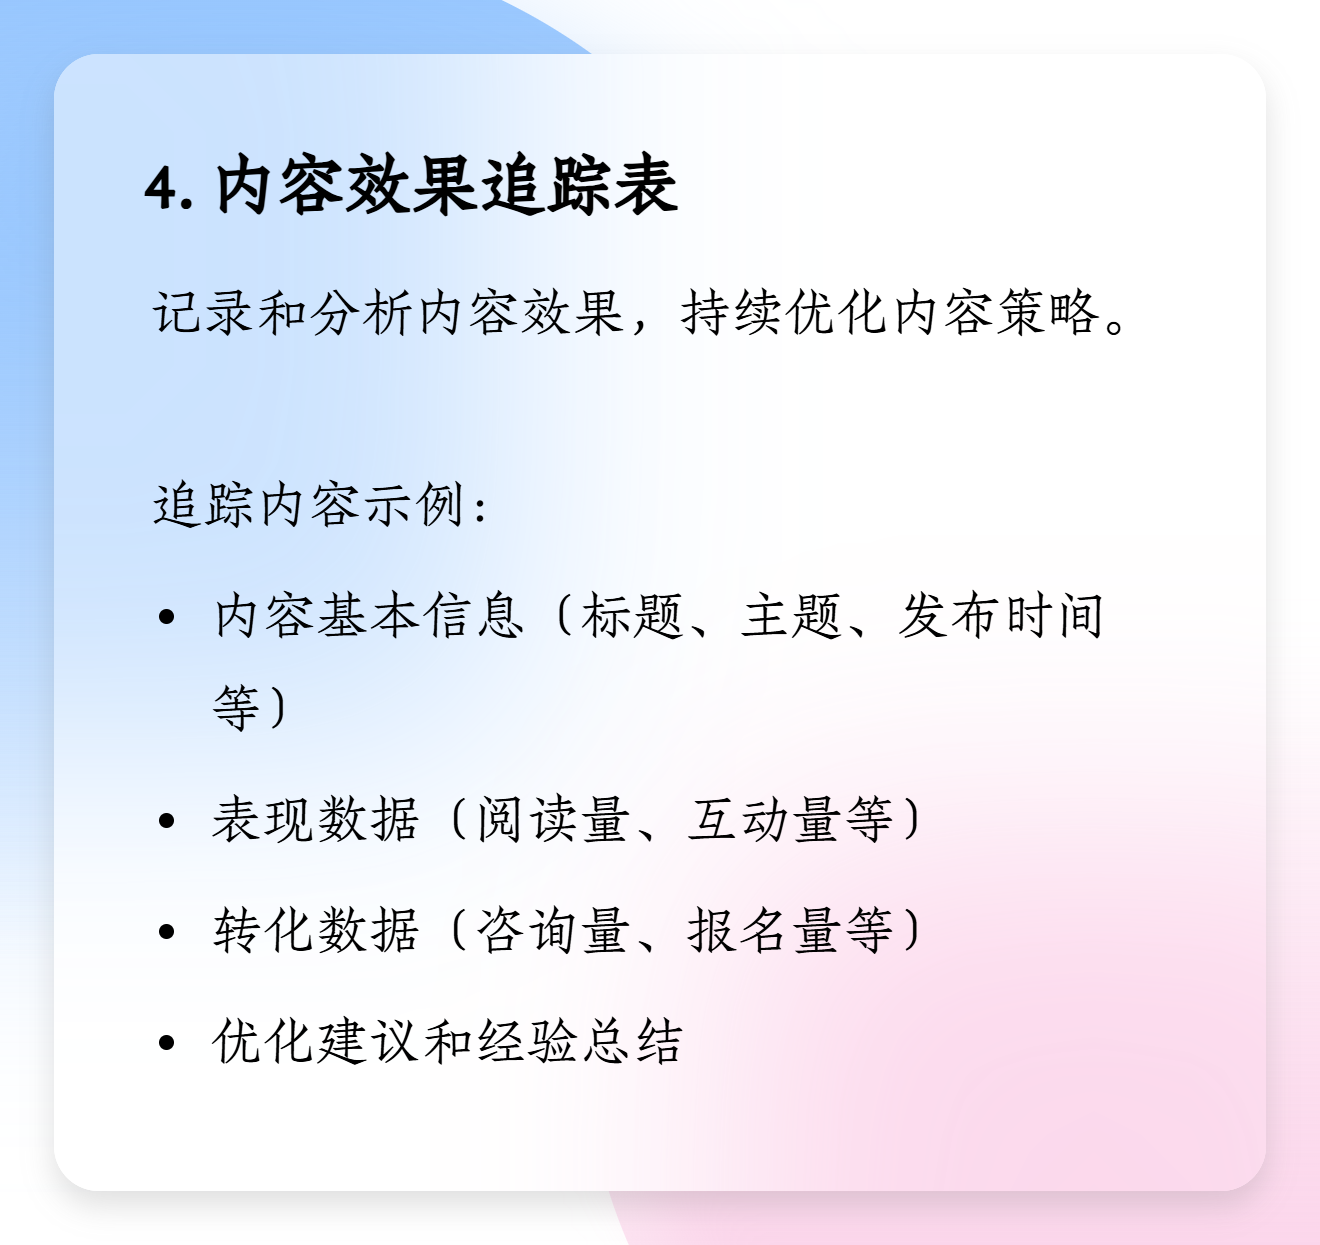 4. 内容效果追踪表
记录和分析内容效果，持续优化内容策略。
追踪内容示例：
• 内容基本信息（标题、主题、发布时间
等）
• 表现数据（阅读量、互动量等）
• 转化数据（咨询量、报名量等）
• 优化建议和经验总结